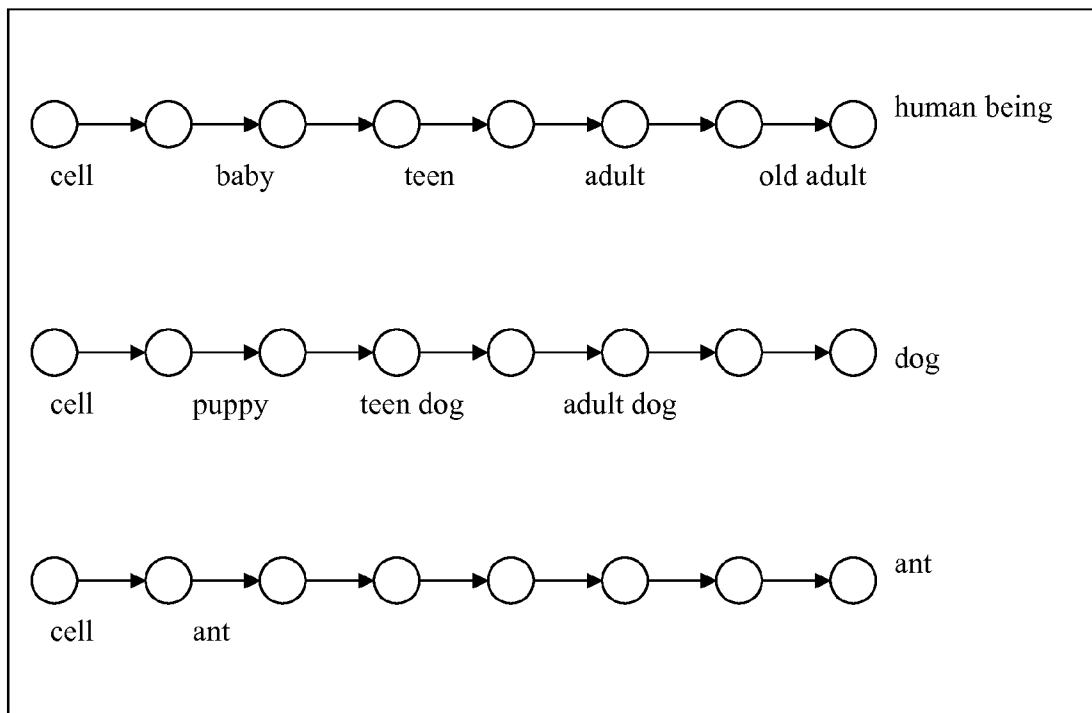 human being
cell baby teen adult old adult
dog
cell puppy teen dog adult dog
ant
cell ant